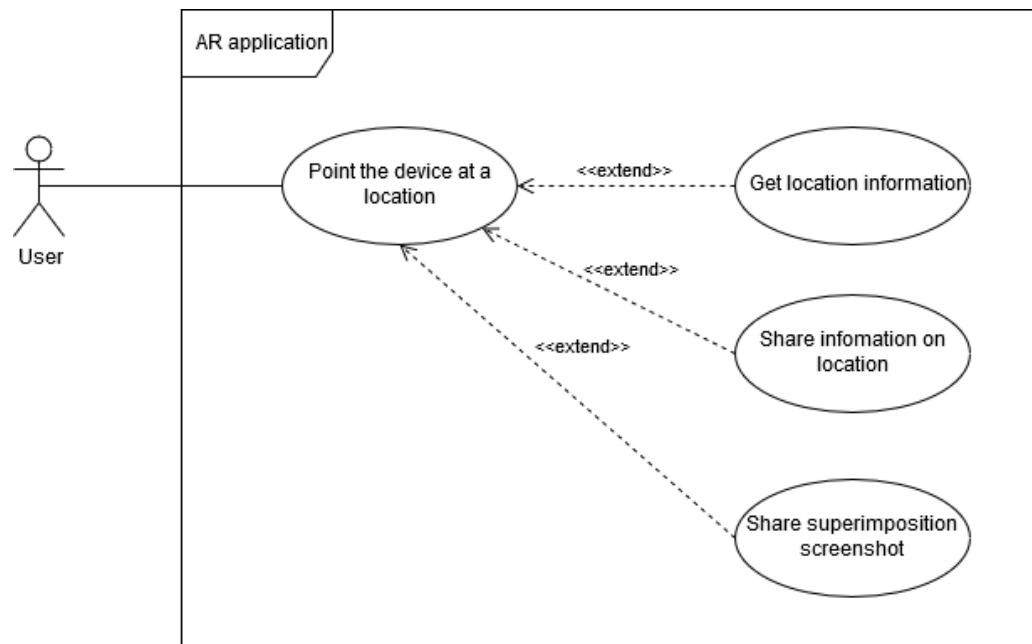 AR application
User
Point the device at a
location
<<extend>>
Get location information
<<extend>>
Share infomation on
location
<<extend>>
Share superimposition
screenshot